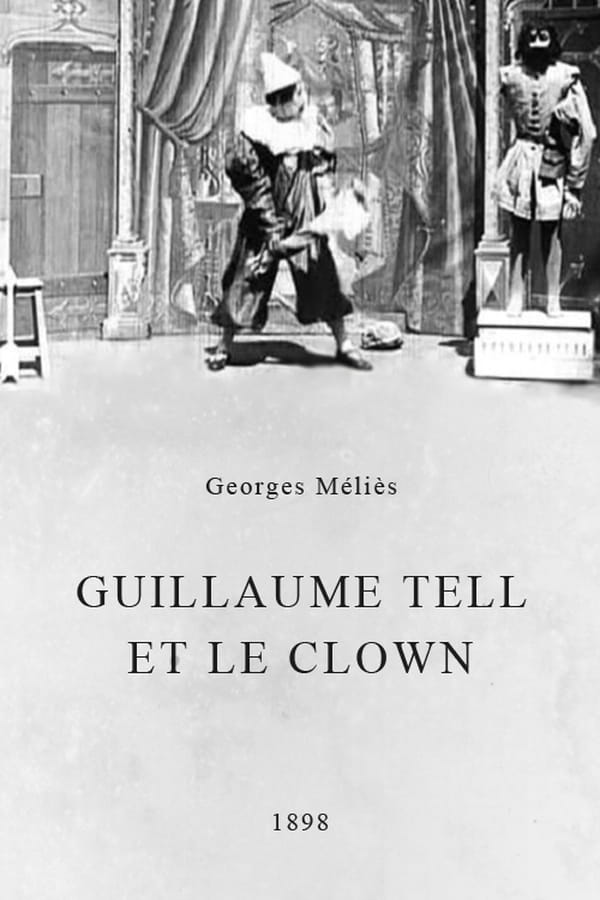 Georges Méliès
GUILLAUME TELL
ET LE CLOWN
1898